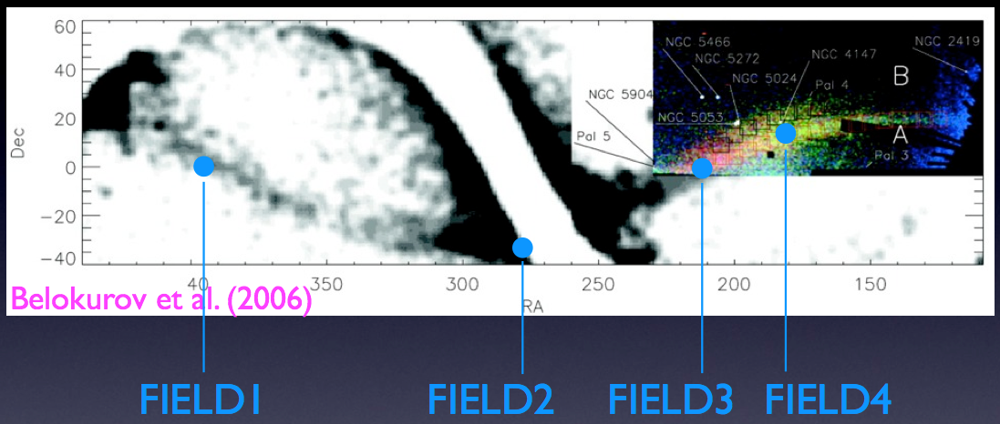 60
40
20
0
−20
−40
Dec
NGC 5466
NGC 5272
NGC 5024
NGC 4147
Pal 4
NGC 2419
B
NGC 5904
NGC 5053
Pal 5
A
Pal 3
40
350
300
250
200
150
RA
Belokurov et al. (2006)
FIELD1
FIELD2
FIELD3
FIELD4